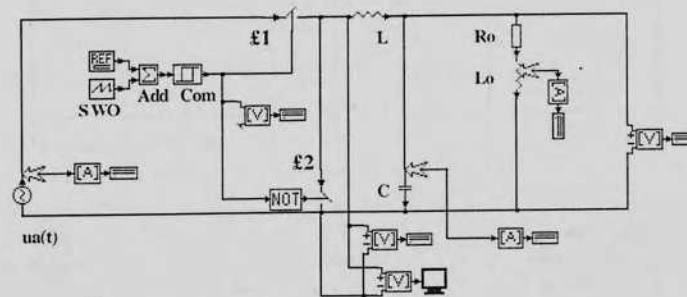 £1
L
Ro
REF
Lo
Σ
SWO
Add
Com
[A]
[V]
£2
[V]
[A]
NOT
C
ua(t)
[V]
[A]
[V]